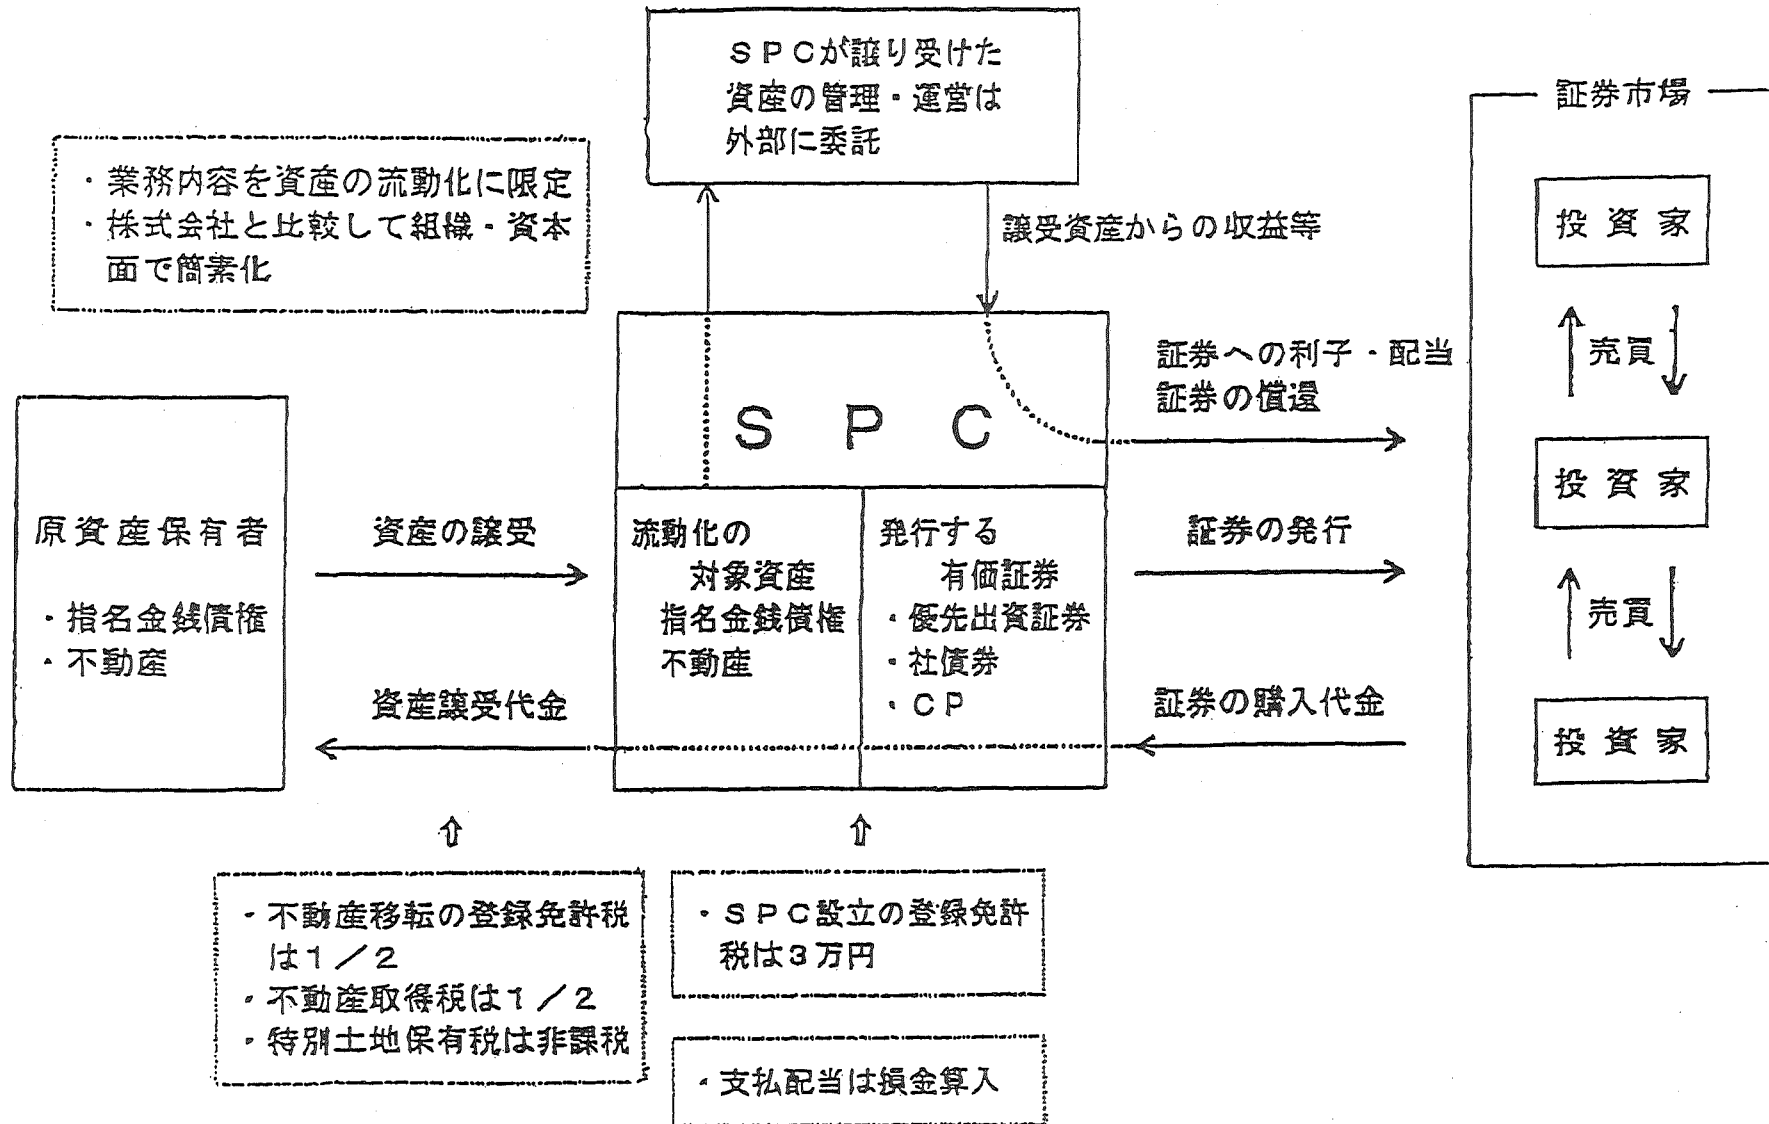 ＳＰＣが譲り受けた
資産の管理・運営は
外部に委託
証券市場
・業務内容を資産の流動化に限定
・株式会社と比較して組織・資本
面で簡素化
譲受資産からの収益等
投資家
売買
証券への利子・配当
証券の償還
ＳＰＣ
投資家
原資産保有者
・指名金銭債権
・不動産
資産の譲受
流動化の
対象資産
指名金銭債権
不動産
発行する
有価証券
・優先出資証券
・社債券
・ＣＰ
証券の発行
売買
資産譲受代金
証券の購入代金
投資家
・不動産移転の登録免許税
は１／２
・不動産取得税は１／２
・特別土地保有税は非課税
・ＳＰＣ設立の登録免許
税は３万円
・支払配当は損金算入